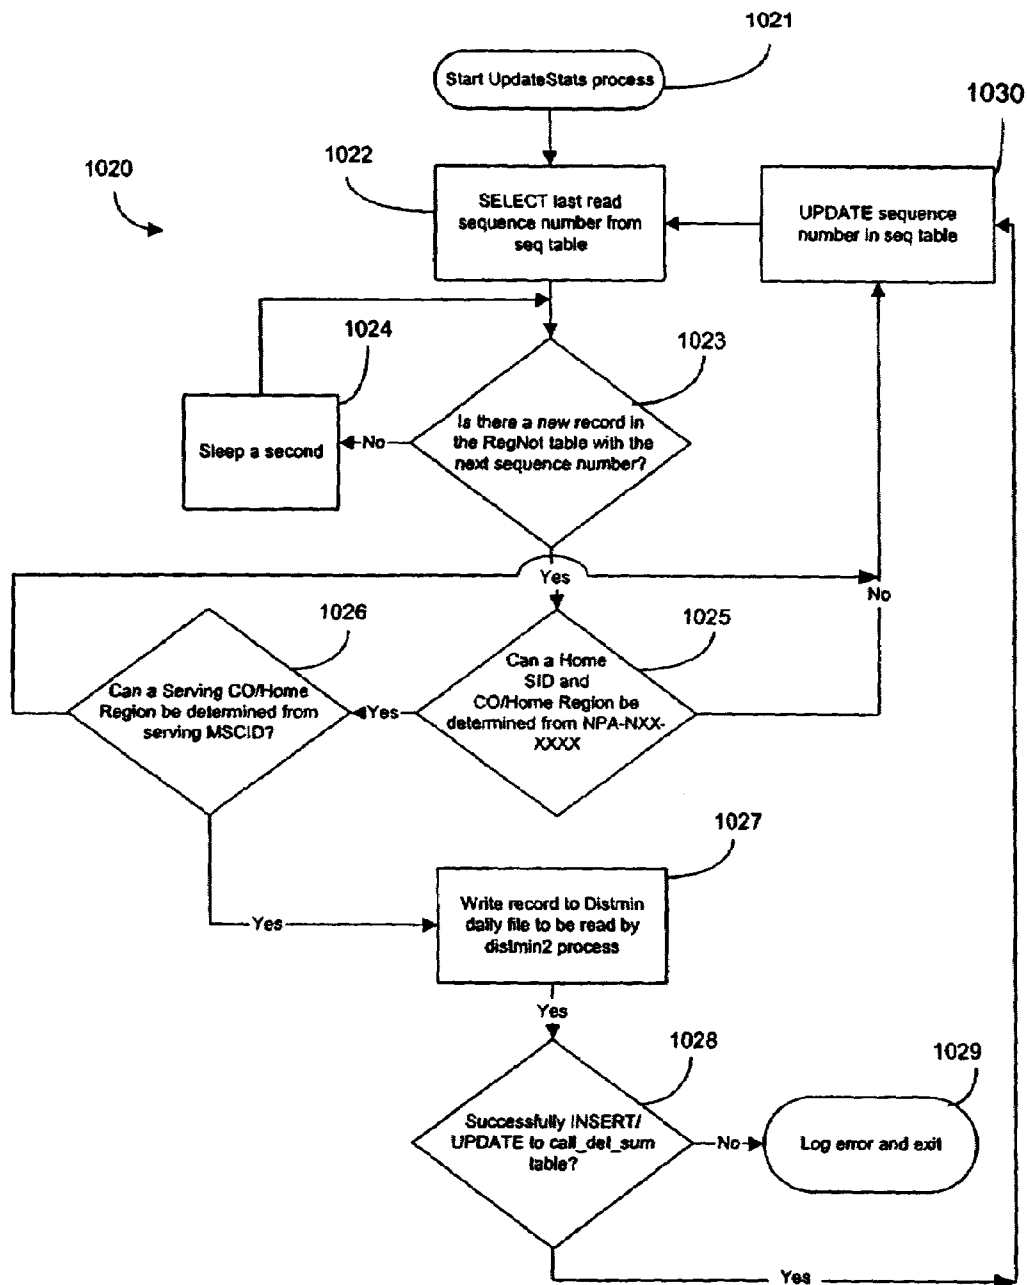 1021
Start UpdateStats process
1030
1020
1022
SELECT last read
sequence number from
seq table
UPDATE sequence
number in seq table
1024
1023
Sleep a second
No
Is there a new record in
the RegNot table with the
next sequence number?
Yes
No
1026
1025
Can a Serving CO/Home
Region be determined from
serving MSCID?
Yes
Can a Home
SID and
CO/Home Region be
determined from NPA-NXX-
XXXX
1027
Yes
Write record to Distmin
daily file to be read by
distmin2 process
Yes
1028
1029
Successfully INSERT/
UPDATE to call_det_sum
table?
No
Log error and exit
Yes